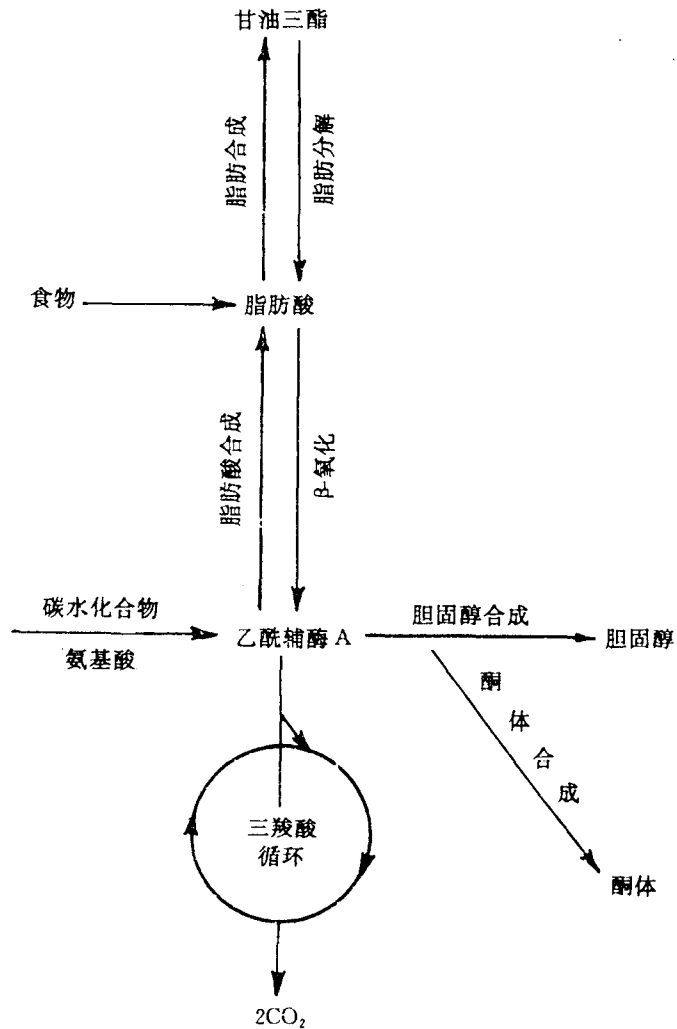 甘油三酯
脂肪合成
脂肪分解
食物
脂肪酸
脂肪酸合成
β-氧化
碳水化合物
氨基酸
乙酰辅酶 A
胆固醇合成
胆固醇
酮体合成
三羧酸
循环
酮体
2CO₂